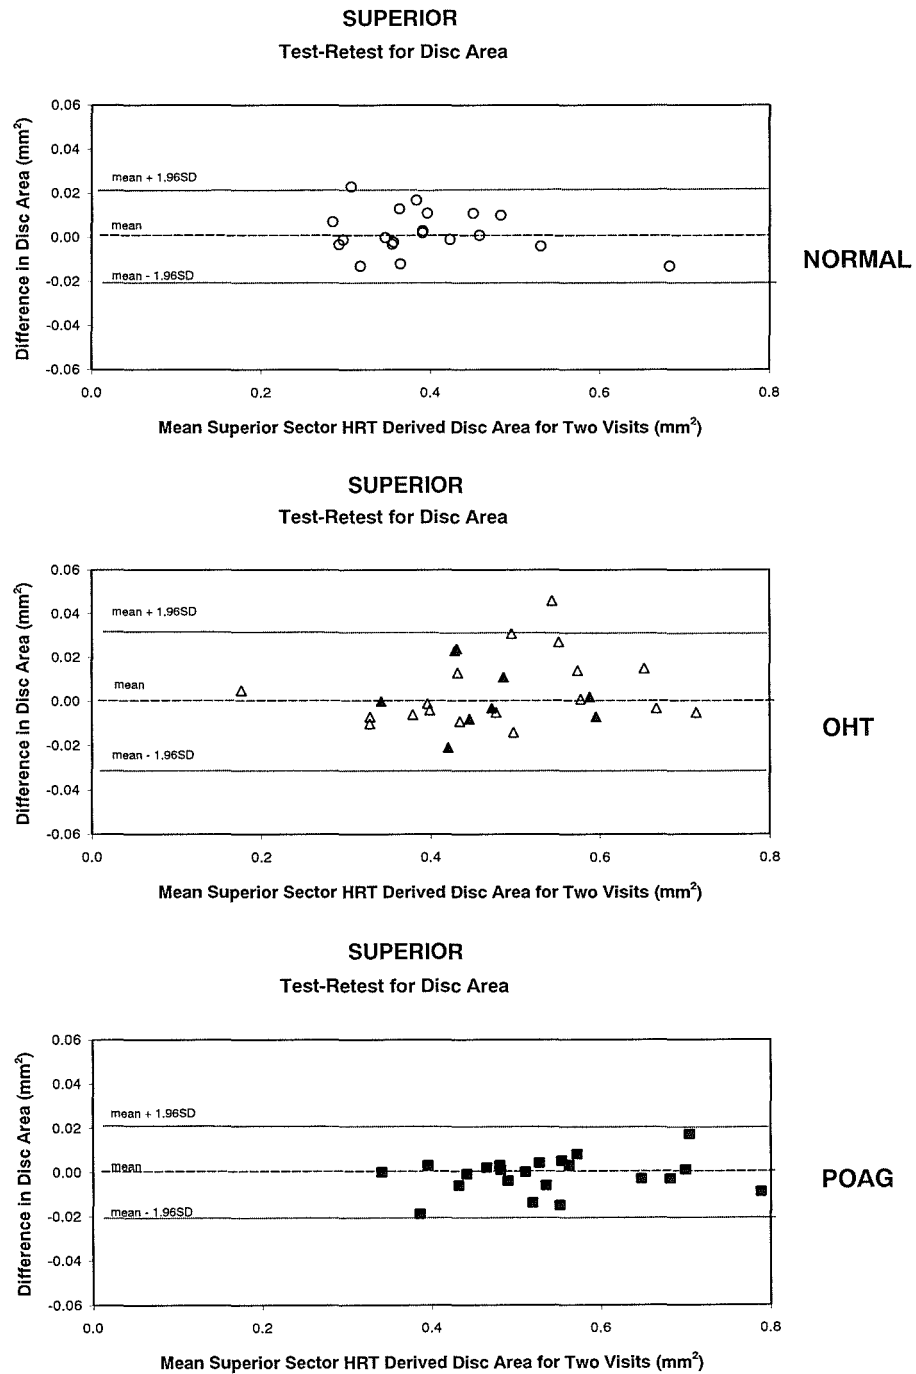 SUPERIOR
Test-Retest for Disc Area
Difference in Disc Area (mm²)
0.06
0.04
0.02
0.00
-0.02
-0.04
-0.06
mean + 1.96SD
mean
mean - 1.96SD
NORMAL
0.0 0.2 0.4 0.6 0.8
Mean Superior Sector HRT Derived Disc Area for Two Visits (mm²)
SUPERIOR
Test-Retest for Disc Area
Difference in Disc Area (mm²)
0.06
0.04
0.02
0.00
-0.02
-0.04
-0.06
mean + 1.96SD
mean
mean - 1.96SD
OHT
0.0 0.2 0.4 0.6 0.8
Mean Superior Sector HRT Derived Disc Area for Two Visits (mm²)
SUPERIOR
Test-Retest for Disc Area
Difference in Disc Area (mm²)
0.06
0.04
0.02
0.00
-0.02
-0.04
-0.06
mean + 1.96SD
mean
mean - 1.96SD
POAG
0.0 0.2 0.4 0.6 0.8
Mean Superior Sector HRT Derived Disc Area for Two Visits (mm²)